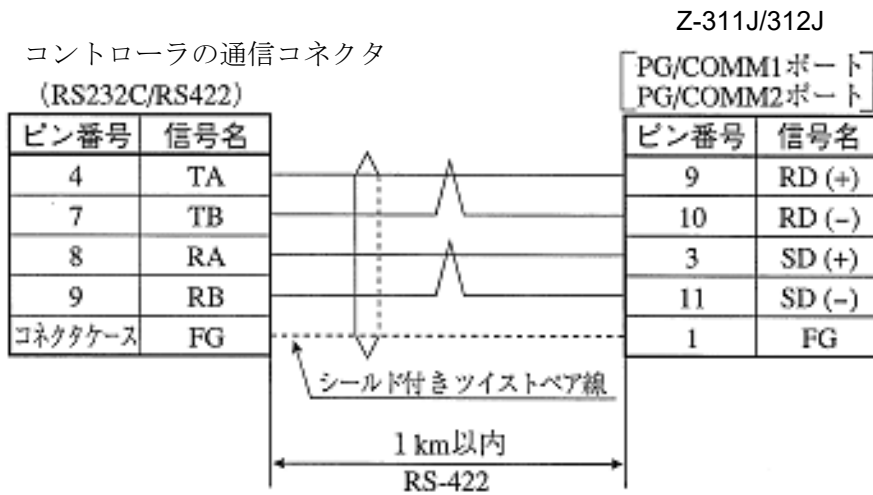 Z-311J/312J
コントローラの通信コネクタ
(RS232C/RS422)
PG/COMM1ポート
PG/COMM2ポート
ピン番号 信号名
4 TA
7 TB
8 RA
9 RB
コネクタケース FG
ピン番号 信号名
9 RD (+)
10 RD (−)
3 SD (+)
11 SD (−)
1 FG
シールド付きツイストペア線
1 km以内
RS-422